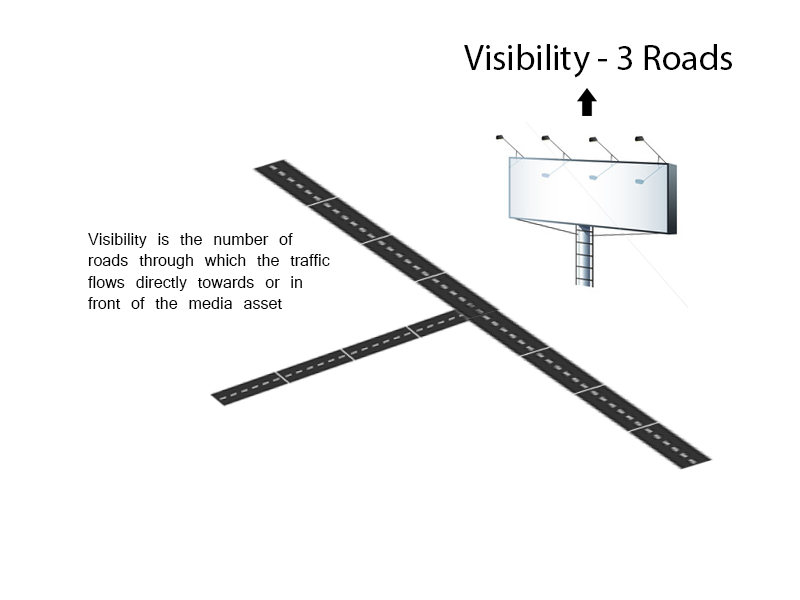 Visibility - 3 Roads
Visibility is the number of
roads through which the traffic
flows directly towards or in
front of the media asset